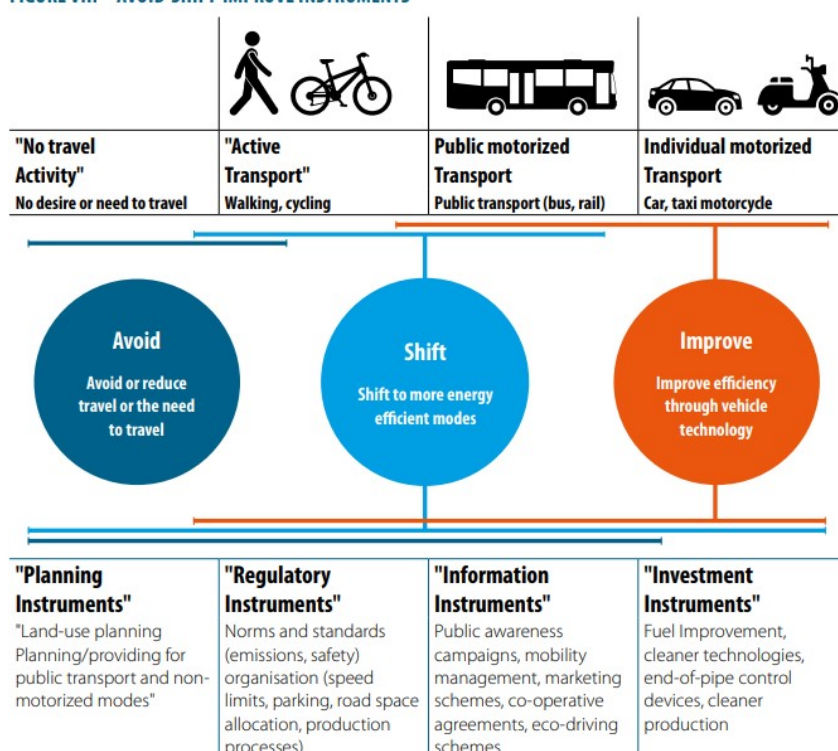 "No travel
Activity"
No desire or need to travel
"Active
Transport"
Walking, cycling
Public motorized
Transport
Public transport (bus, rail)
Individual motorized
Transport
Car, taxi motorcycle
Avoid
Avoid or reduce
travel or the need
to travel
Shift
Shift to more energy
efficient modes
Improve
Improve efficiency
through vehicle
technology
"Planning
Instruments"
"Land-use planning
Planning/providing for
public transport and non-
motorized modes"
"Regulatory
Instruments"
Norms and standards
(emissions, safety)
organisation (speed
limits, parking, road space
allocation, production
processes)
"Information
Instruments"
Public awareness
campaigns, mobility
management, marketing
schemes, co-operative
agreements, eco-driving
schemes
"Investment
Instruments"
Fuel Improvement,
cleaner technologies,
end-of-pipe control
devices, cleaner
production